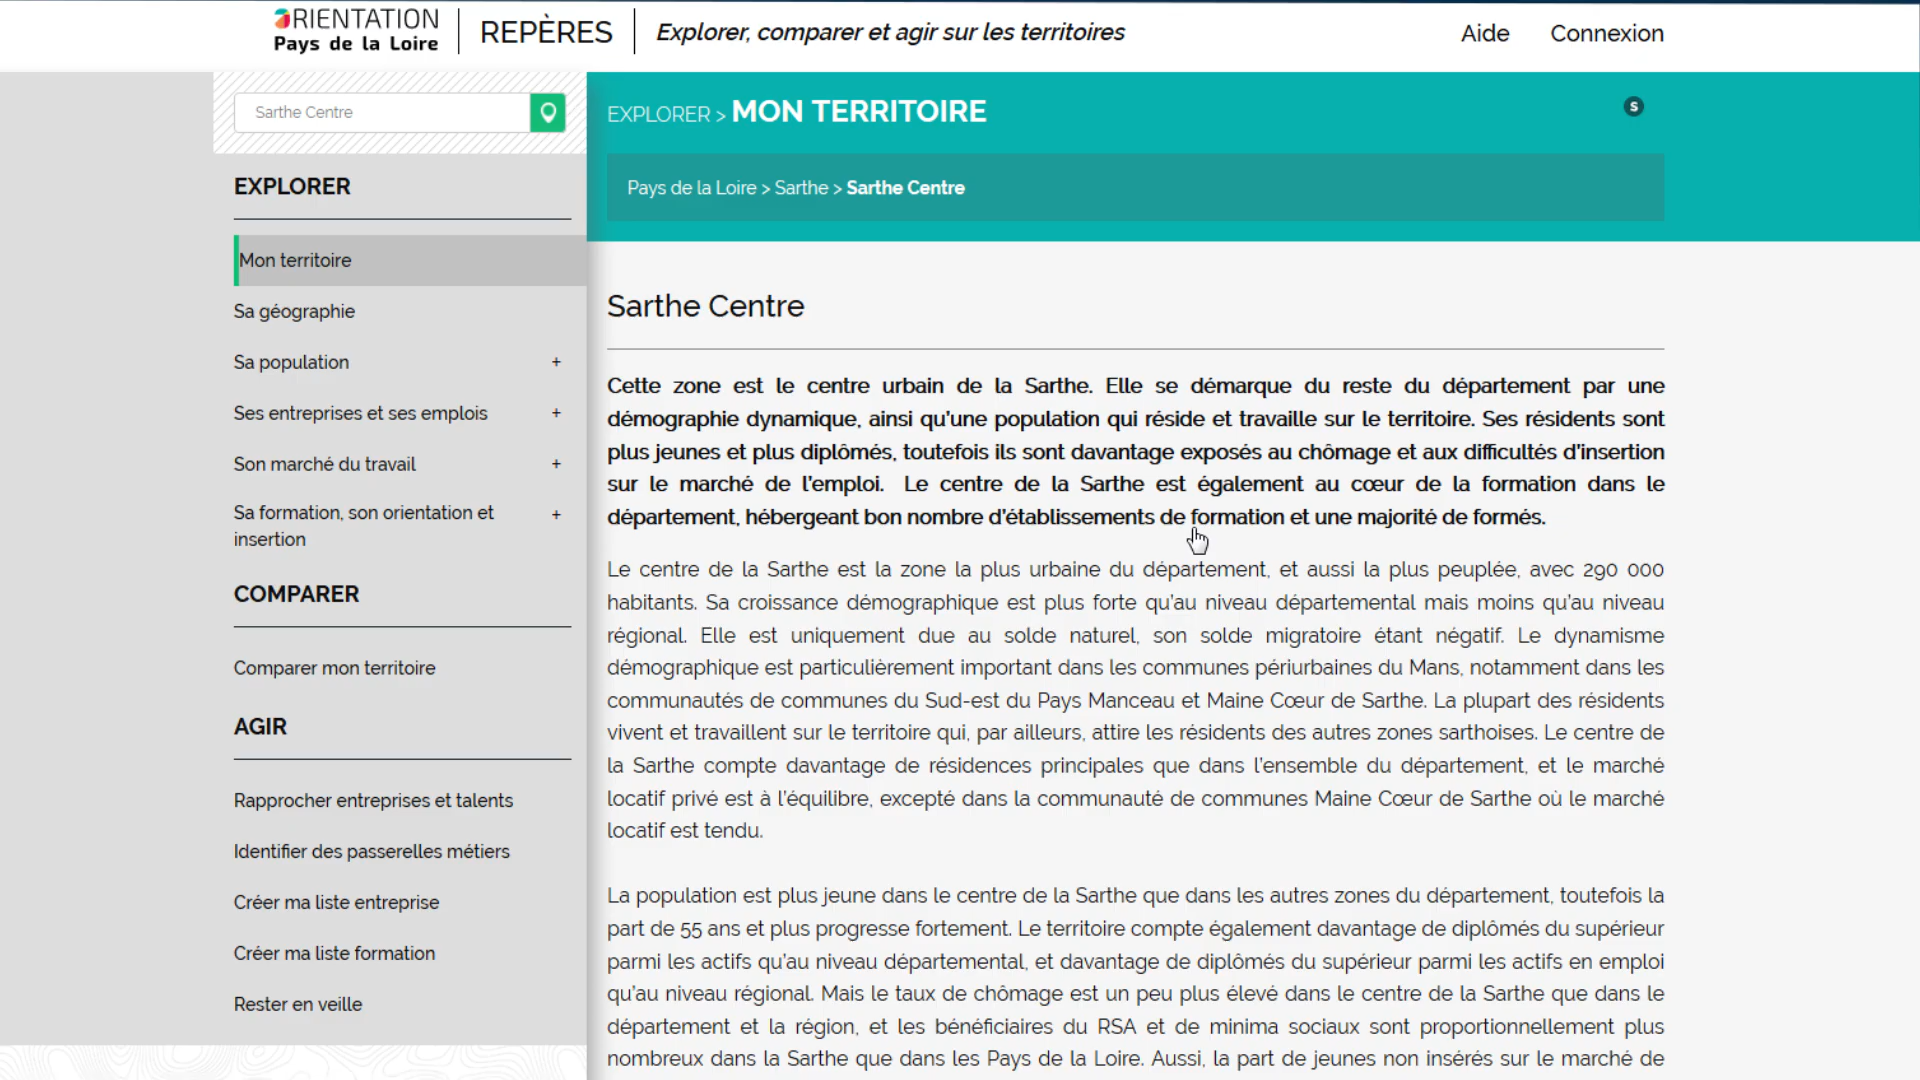 ORIENTATION
Pays de la Loire
REPÈRES
Explorer, comparer et agir sur les territoires
Aide
Connexion
Sarthe Centre
EXPLORER > MON TERRITOIRE
S
Pays de la Loire > Sarthe > Sarthe Centre
EXPLORER
Mon territoire
Sa géographie
Sa population +
Ses entreprises et ses emplois +
Son marché du travail +
Sa formation, son orientation et +
insertion
COMPARER
Comparer mon territoire
AGIR
Rapprocher entreprises et talents
Identifier des passerelles métiers
Créer ma liste entreprise
Créer ma liste formation
Rester en veille
Sarthe Centre
Cette zone est le centre urbain de la Sarthe. Elle se démarque du reste du département par une
démographie dynamique, ainsi qu'une population qui réside et travaille sur le territoire. Ses résidents sont
plus jeunes et plus diplômés, toutefois ils sont davantage exposés au chômage et aux difficultés d'insertion
sur le marché de l'emploi. Le centre de la Sarthe est également au cœur de la formation dans le
département, hébergeant bon nombre d'établissements de formation et une majorité de formés.
Le centre de la Sarthe est la zone la plus urbaine du département, et aussi la plus peuplée, avec 290 000
habitants. Sa croissance démographique est plus forte qu'au niveau départemental mais moins qu'au niveau
régional. Elle est uniquement due au solde naturel, son solde migratoire étant négatif. Le dynamisme
démographique est particulièrement important dans les communes périurbaines du Mans, notamment dans les
communautés de communes du Sud-est du Pays Manceau et Maine Cœur de Sarthe. La plupart des résidents
vivent et travaillent sur le territoire qui, par ailleurs, attire les résidents des autres zones sarthoises. Le centre de
la Sarthe compte davantage de résidences principales que dans l'ensemble du département, et le marché
locatif privé est à l'équilibre, excepté dans la communauté de communes Maine Cœur de Sarthe où le marché
locatif est tendu.
La population est plus jeune dans le centre de la Sarthe que dans les autres zones du département, toutefois la
part de 55 ans et plus progresse fortement. Le territoire compte également davantage de diplômés du supérieur
parmi les actifs qu'au niveau départemental, et davantage de diplômés du supérieur parmi les actifs en emploi
qu'au niveau régional. Mais le taux de chômage est un peu plus élevé dans le centre de la Sarthe que dans le
département et la région, et les bénéficiaires du RSA et de minima sociaux sont proportionnellement plus
nombreux dans la Sarthe que dans les Pays de la Loire. Aussi, la part de jeunes non insérés sur le marché de